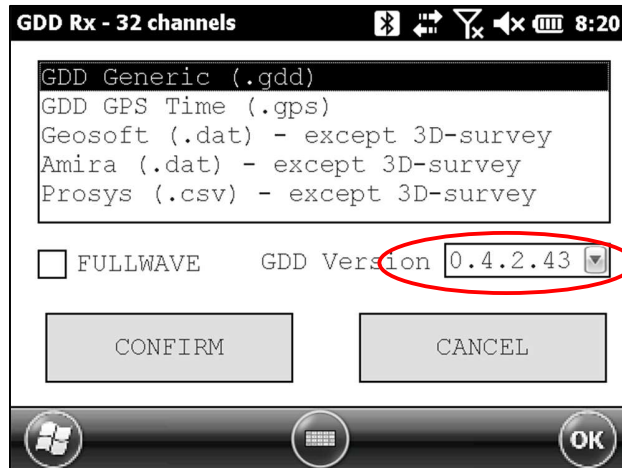 GDD Rx - 32 channels 8:20
GDD Generic (.gdd)
GDD GPS Time (.gps)
Geosoft (.dat) - except 3D-survey
Amira (.dat) - except 3D-survey
Prosys (.csv) - except 3D-survey
FULLWAVE GDD Version 0.4.2.43
CONFIRM CANCEL
OK